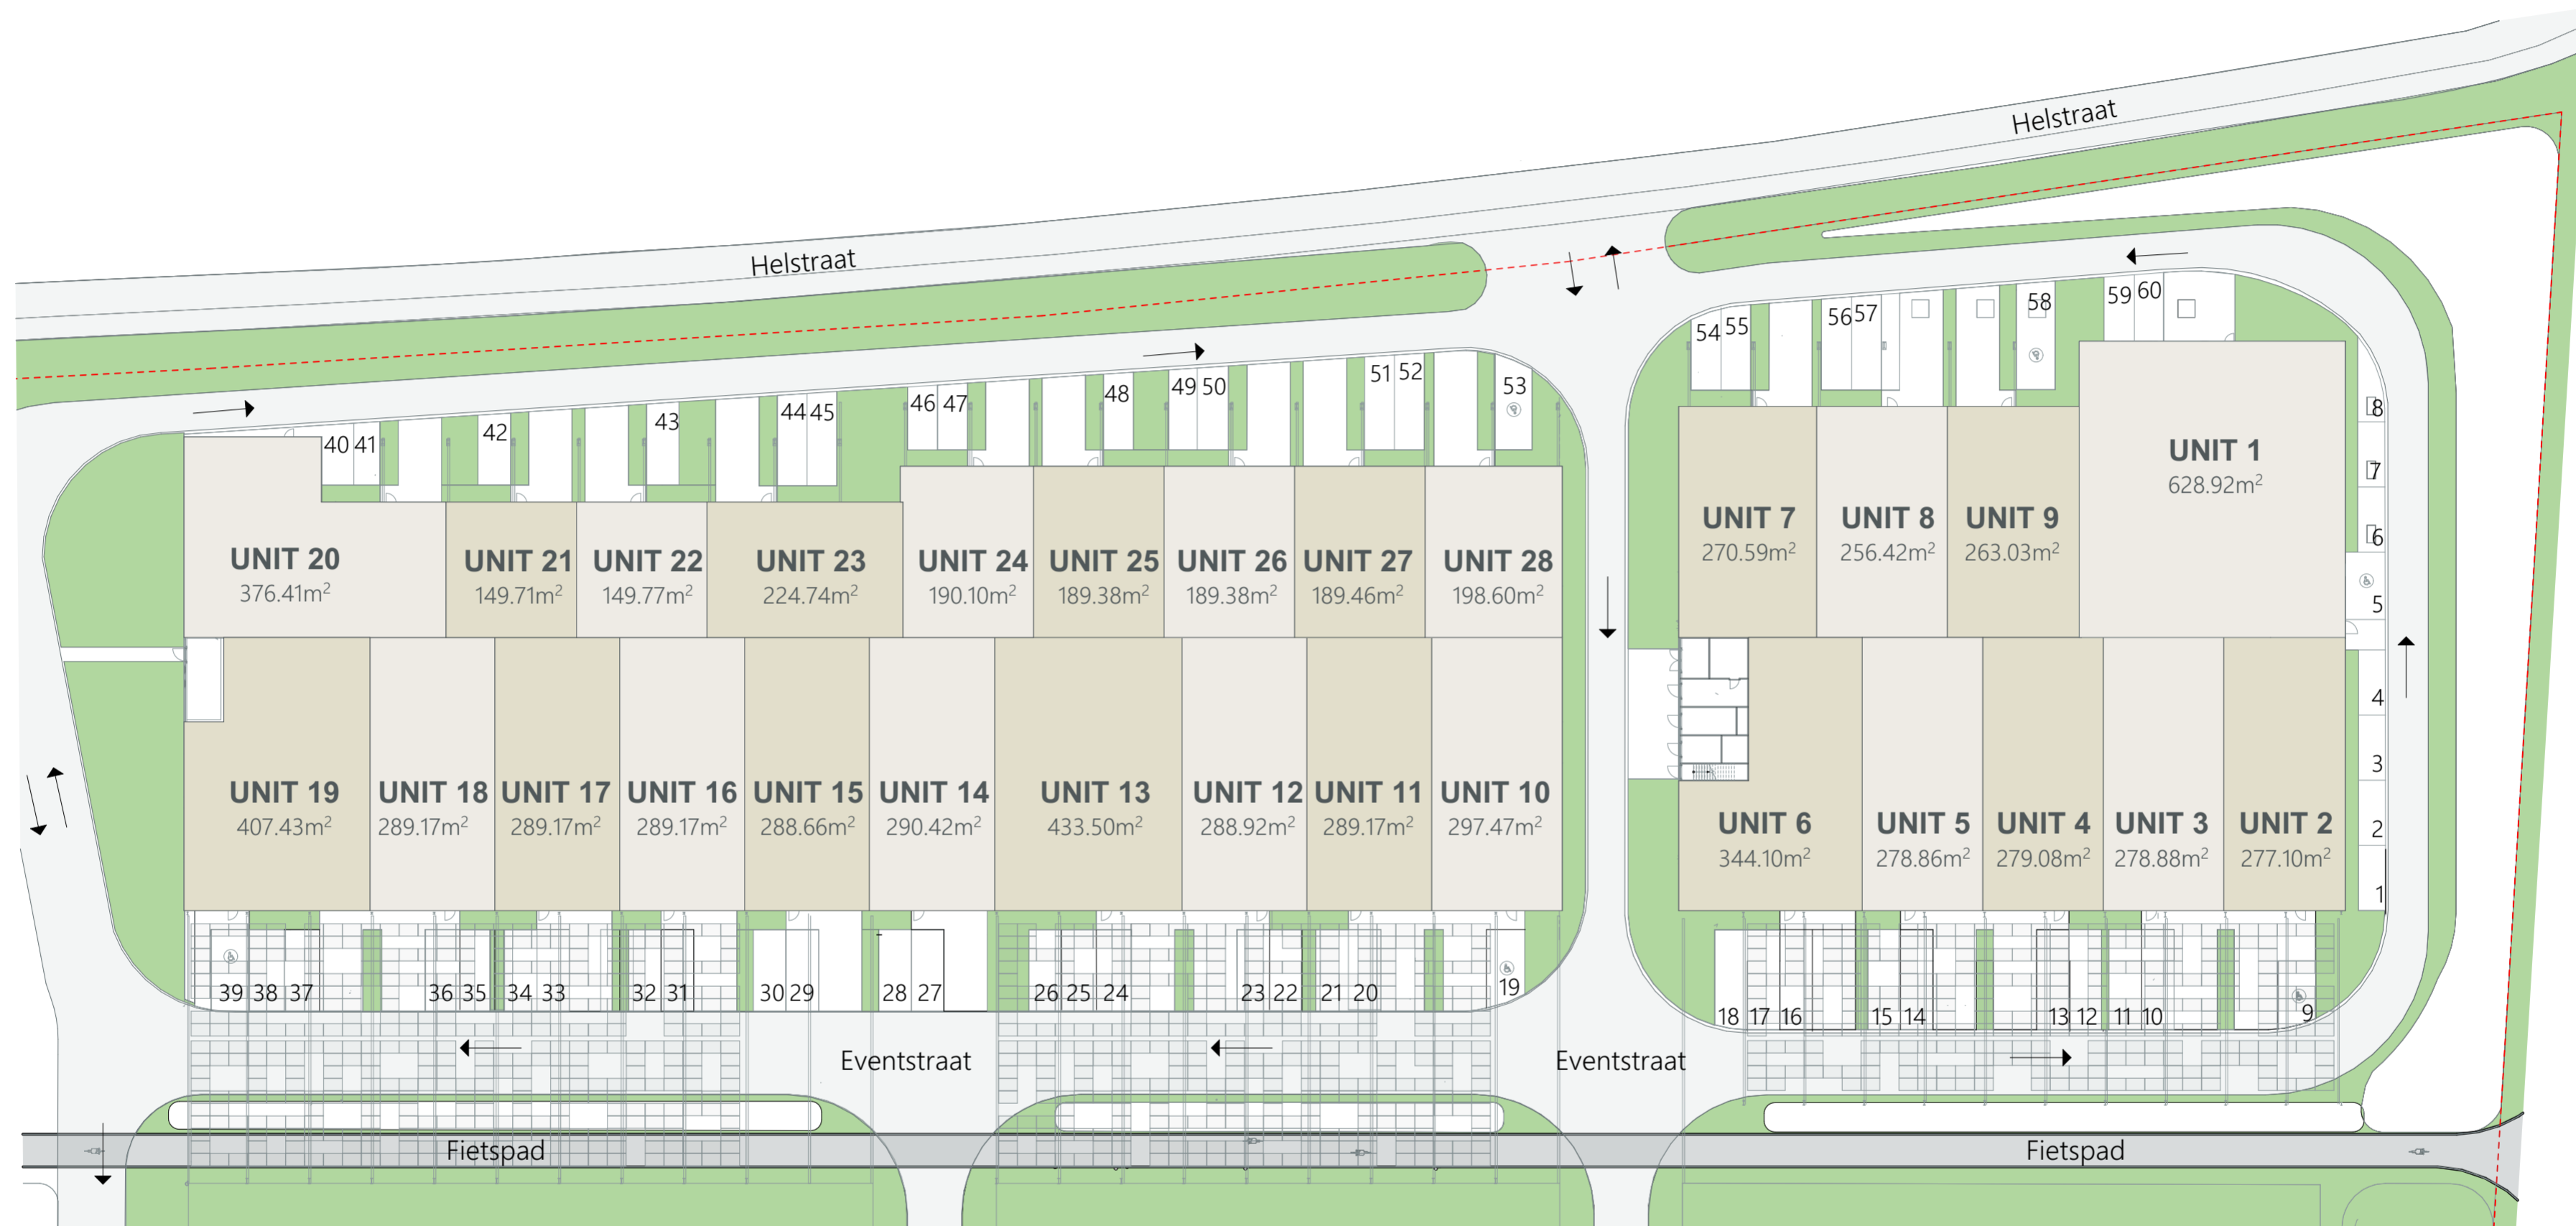 Helstraat
Helstraat
58
59 60
54 55
56 57
40 41
42
43
44 45
46 47
48
49 50
51 52
53
8
7
6
5
4
3
2
1
UNIT 1
628.92m²
UNIT 7
270.59m²
UNIT 8
256.42m²
UNIT 9
263.03m²
UNIT 20
376.41m²
UNIT 21
149.71m²
UNIT 22
149.77m²
UNIT 23
224.74m²
UNIT 24
190.10m²
UNIT 25
189.38m²
UNIT 26
189.38m²
UNIT 27
189.46m²
UNIT 28
198.60m²
UNIT 19
407.43m²
UNIT 18
289.17m²
UNIT 17
289.17m²
UNIT 16
289.17m²
UNIT 15
288.66m²
UNIT 14
290.42m²
UNIT 13
433.50m²
UNIT 12
288.92m²
UNIT 11
289.17m²
UNIT 10
297.47m²
UNIT 6
344.10m²
UNIT 5
278.86m²
UNIT 4
279.08m²
UNIT 3
278.88m²
UNIT 2
277.10m²
39 38 37
36 35
34 33
32 31
30 29
28 27
26 25 24
23 22
21 20
19
18 17 16
15 14
13 12
11 10
9
Eventstraat
Eventstraat
Fietspad
Fietspad